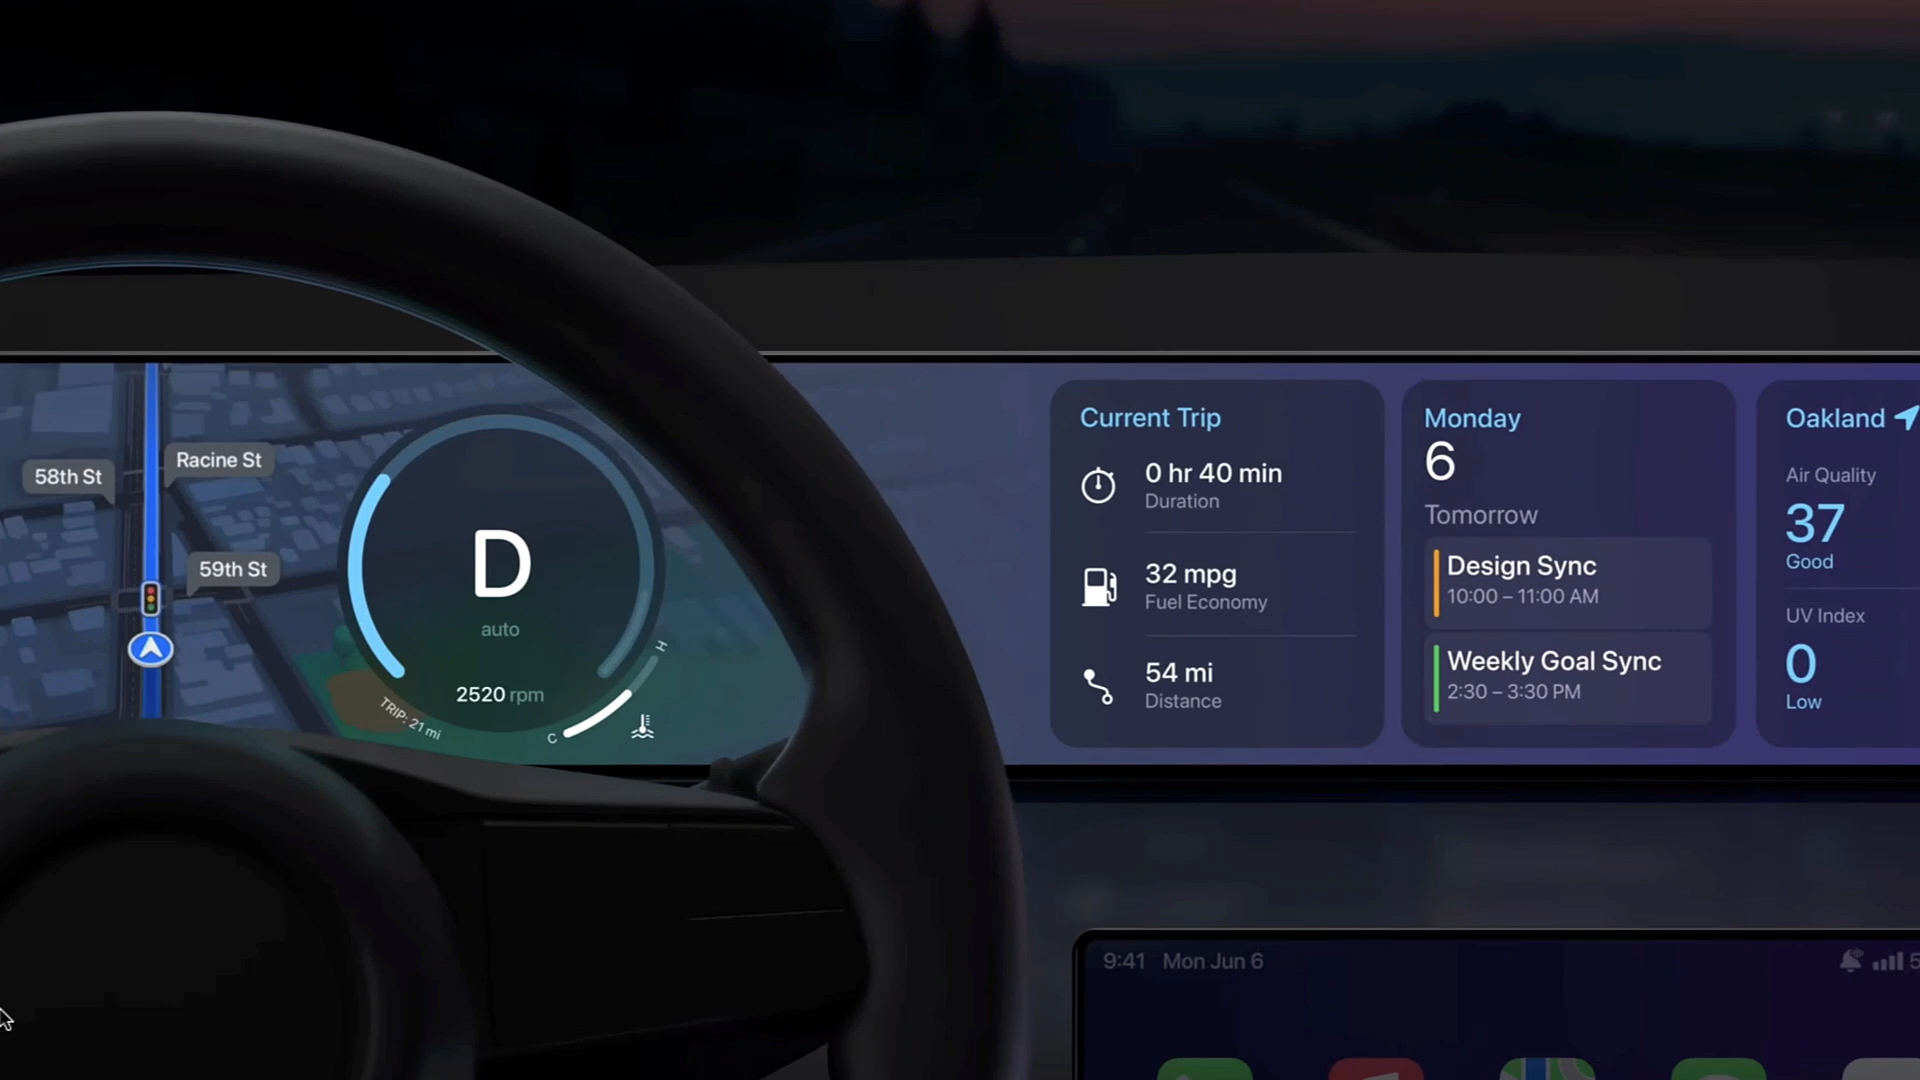 58th St
Racine St
59th St
D
auto
2520 rpm
TRIP: 21 mi
C
H
Current Trip
0 hr 40 min
Duration
32 mpg
Fuel Economy
54 mi
Distance
Monday
6
Tomorrow
Design Sync
10:00 – 11:00 AM
Weekly Goal Sync
2:30 – 3:30 PM
Oakland
Air Quality
37
Good
UV Index
0
Low
9:41 Mon Jun 6